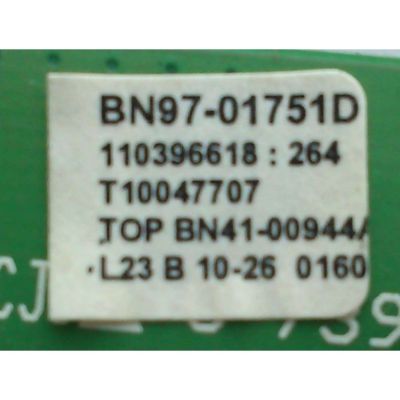 BN97-01751D
110396618 : 264
T10047707
TOP BN41-00944/
L23 B 10-26 0160